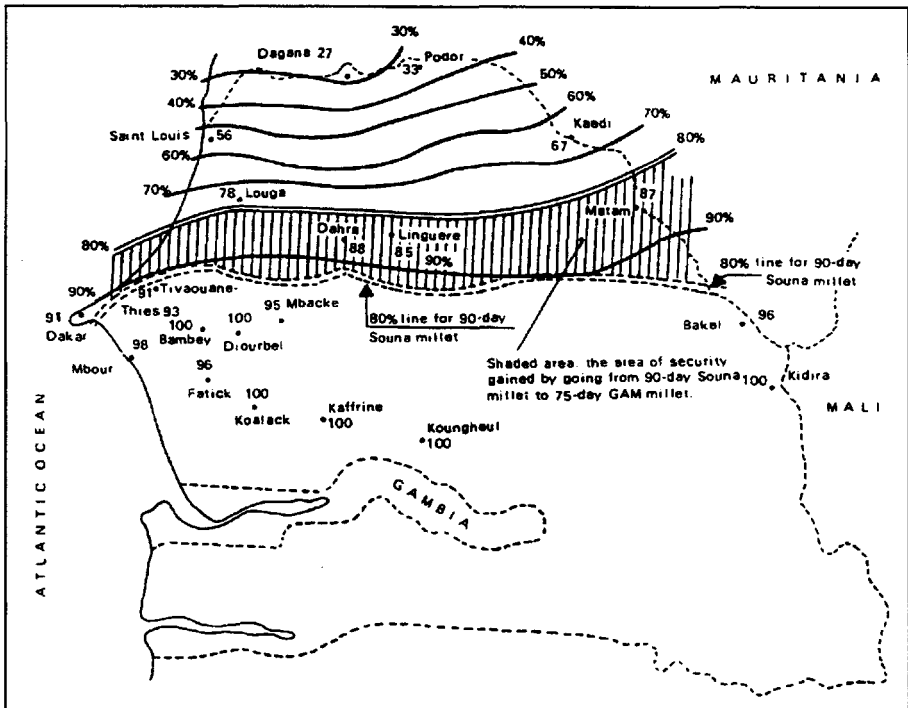 30%
40%
Dagana 27
33 Podor
30%
50%
MAURITANIA
40%
60%
Saint Louis 56
Kaedi
67
70%
60%
80%
70%
78 Louga
87
Matam
Dahra
88
Linguere
85
90%
90%
80%
80% line for 90-day
Souna millet
90%
91
Tivaouane
91
Dakar
Thies 93
95 Mbacke
100
Bambey
100
Diourbel
80% line for 90-day
Souna millet
96
Bakel
98
Mbour
96
Fatick
Shaded area, the area of security
gained by going from 90-day Souna
millet to 75-day GAM millet.
100
Kidira
100
Koalack
Kaffrine
100
MALI
Koungheul
100
GAMBIA
ATLANTIC OCEAN